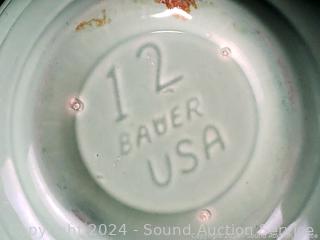 12
BAUER
USA
Copyright 2024 - Sound Auction Service